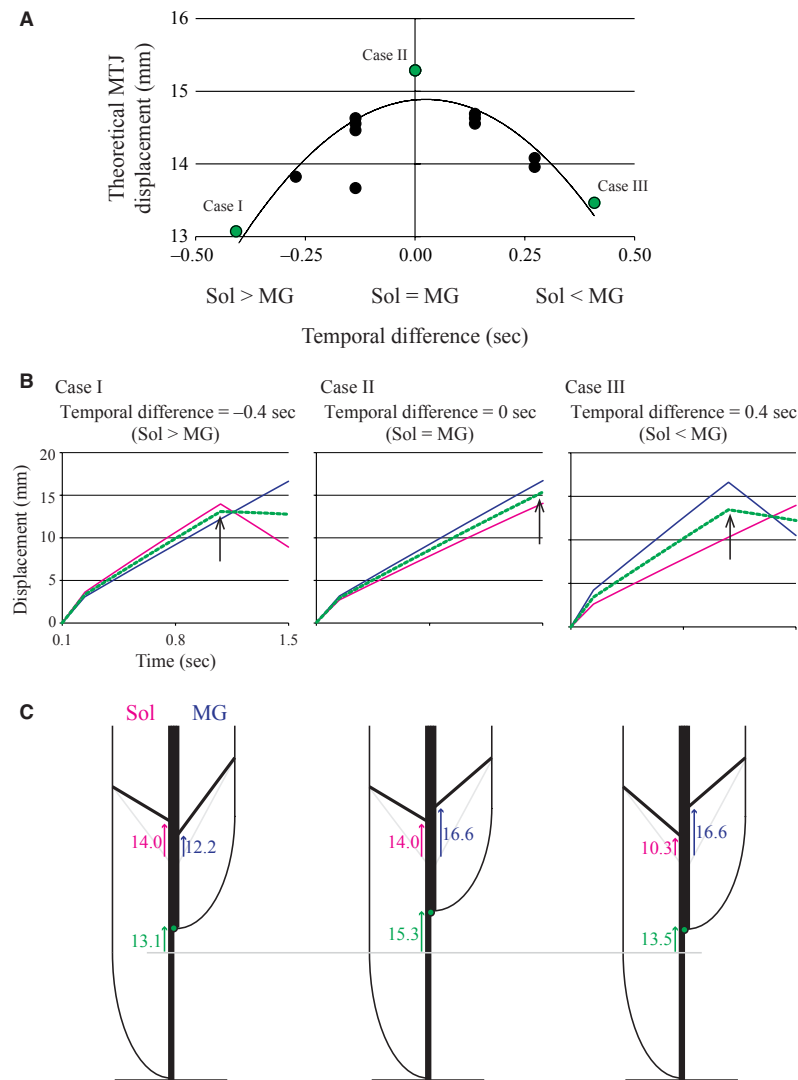 A
Theoretical MTJ
displacement (mm)
16
15
14
13
Case II
Case I
Case III
–0.50
–0.25
0.00
0.25
0.50
Sol > MG
Sol = MG
Sol < MG
Temporal difference (sec)
B
Case I
Temporal difference = –0.4 sec
(Sol > MG)
Case II
Temporal difference = 0 sec
(Sol = MG)
Case III
Temporal difference = 0.4 sec
(Sol < MG)
Displacement (mm)
20
15
10
5
0
0.1
0.8
1.5
Time (sec)
C
Sol
MG
14.0
12.2
13.1
14.0
16.6
15.3
10.3
16.6
13.5